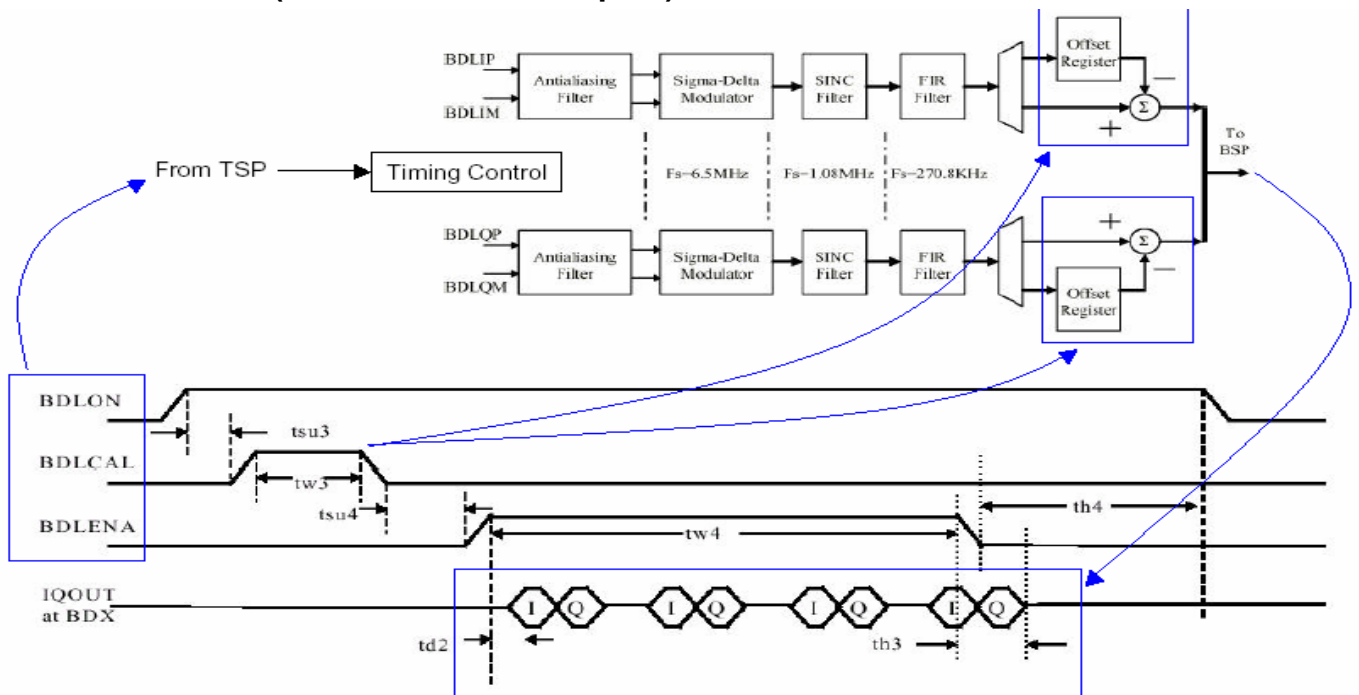 BDLIP
BDLIM
Antialiasing
Filter
Sigma-Delta
Modulator
SINC
Filter
FIR
Filter
Offset
Register
—
Σ
+
To
BSP
From TSP
Timing Control
Fs=6.5MHz
Fs=1.08MHz
Fs=270.8KHz
BDLQP
BDLQM
Antialiasing
Filter
Sigma-Delta
Modulator
SINC
Filter
FIR
Filter
+
Σ
—
Offset
Register
BDLON
tsu3
BDLCAL
tw3
tsu4
BDLENA
tw4
th4
IQOUT
at BDX
I Q I Q I Q I Q
td2
th3